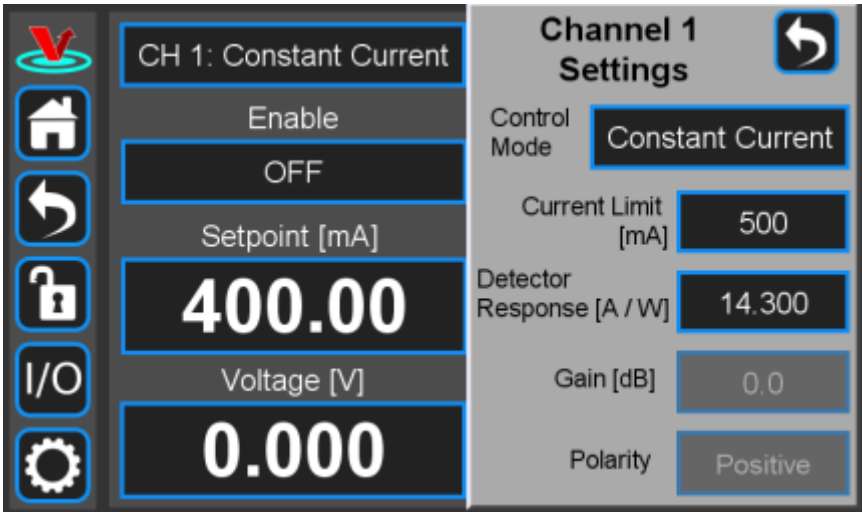 CH 1: Constant Current
Enable
OFF
Setpoint [mA]
400.00
Voltage [V]
0.000
I/O
Channel 1
Settings
Control
Mode
Constant Current
Current Limit
[mA]
500
Detector
Response [A / W]
14.300
Gain [dB]
0.0
Polarity
Positive